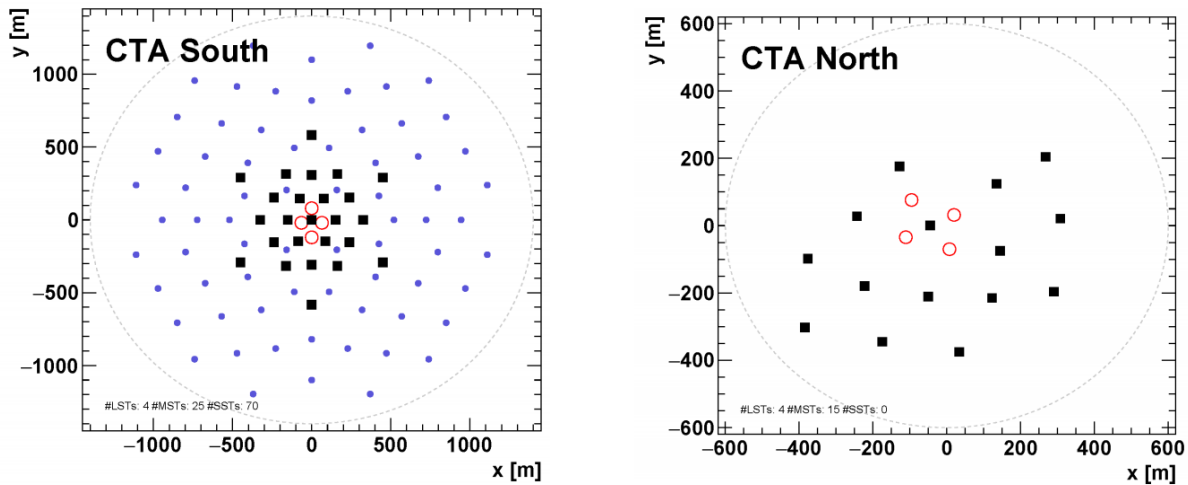 y [m]
CTA South
1000
500
0
−500
−1000
#LSTs: 4 #MSTs: 25 #SSTs: 70
−1000 −500 0 500 1000
x [m]
y [m]
600
CTA North
400
200
0
−200
−400
#LSTs: 4 #MSTs: 15 #SSTs: 0
−600
−600 −400 −200 0 200 400 600
x [m]